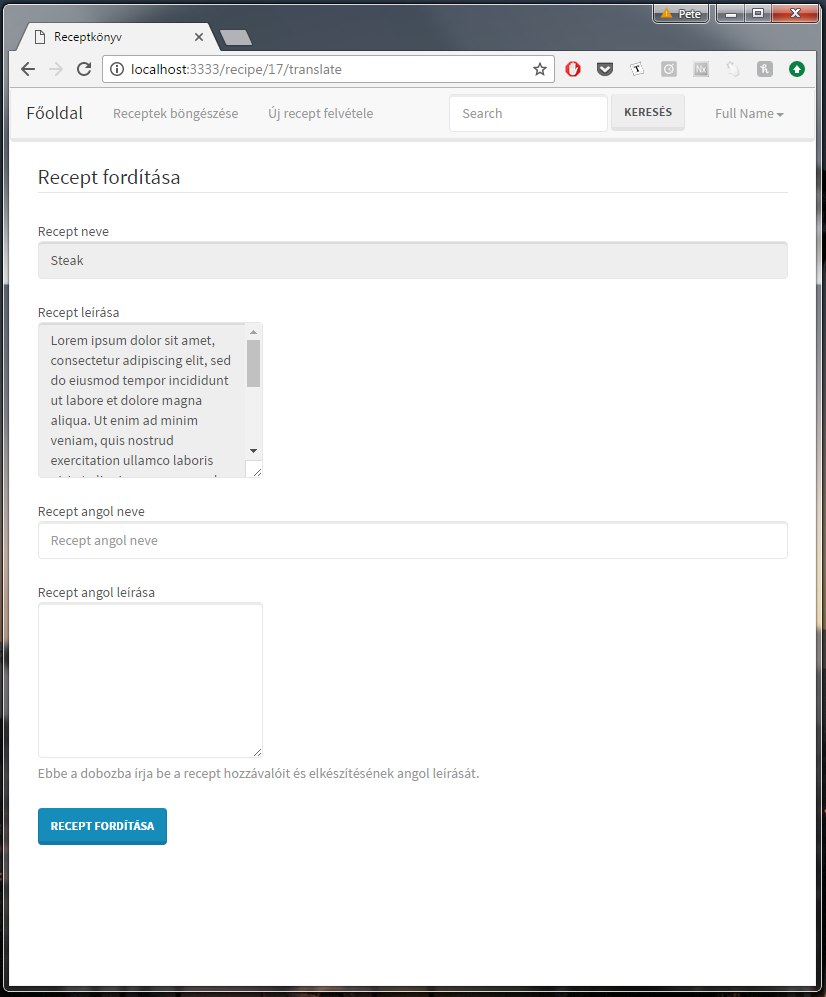 Pete
Receptkönyv
localhost:3333/recipe/17/translate
Főoldal Receptek böngészése Új recept felvétele Search KERESÉS Full Name
Recept fordítása
Recept neve
Steak
Recept leírása
Lorem ipsum dolor sit amet,
consectetur adipiscing elit, sed
do eiusmod tempor incididunt
ut labore et dolore magna
aliqua. Ut enim ad minim
veniam, quis nostrud
exercitation ullamco laboris
Recept angol neve
Recept angol neve
Recept angol leírása
Ebbe a dobozba írja be a recept hozzávalóit és elkészítésének angol leírását.
RECEPT FORDÍTÁSA